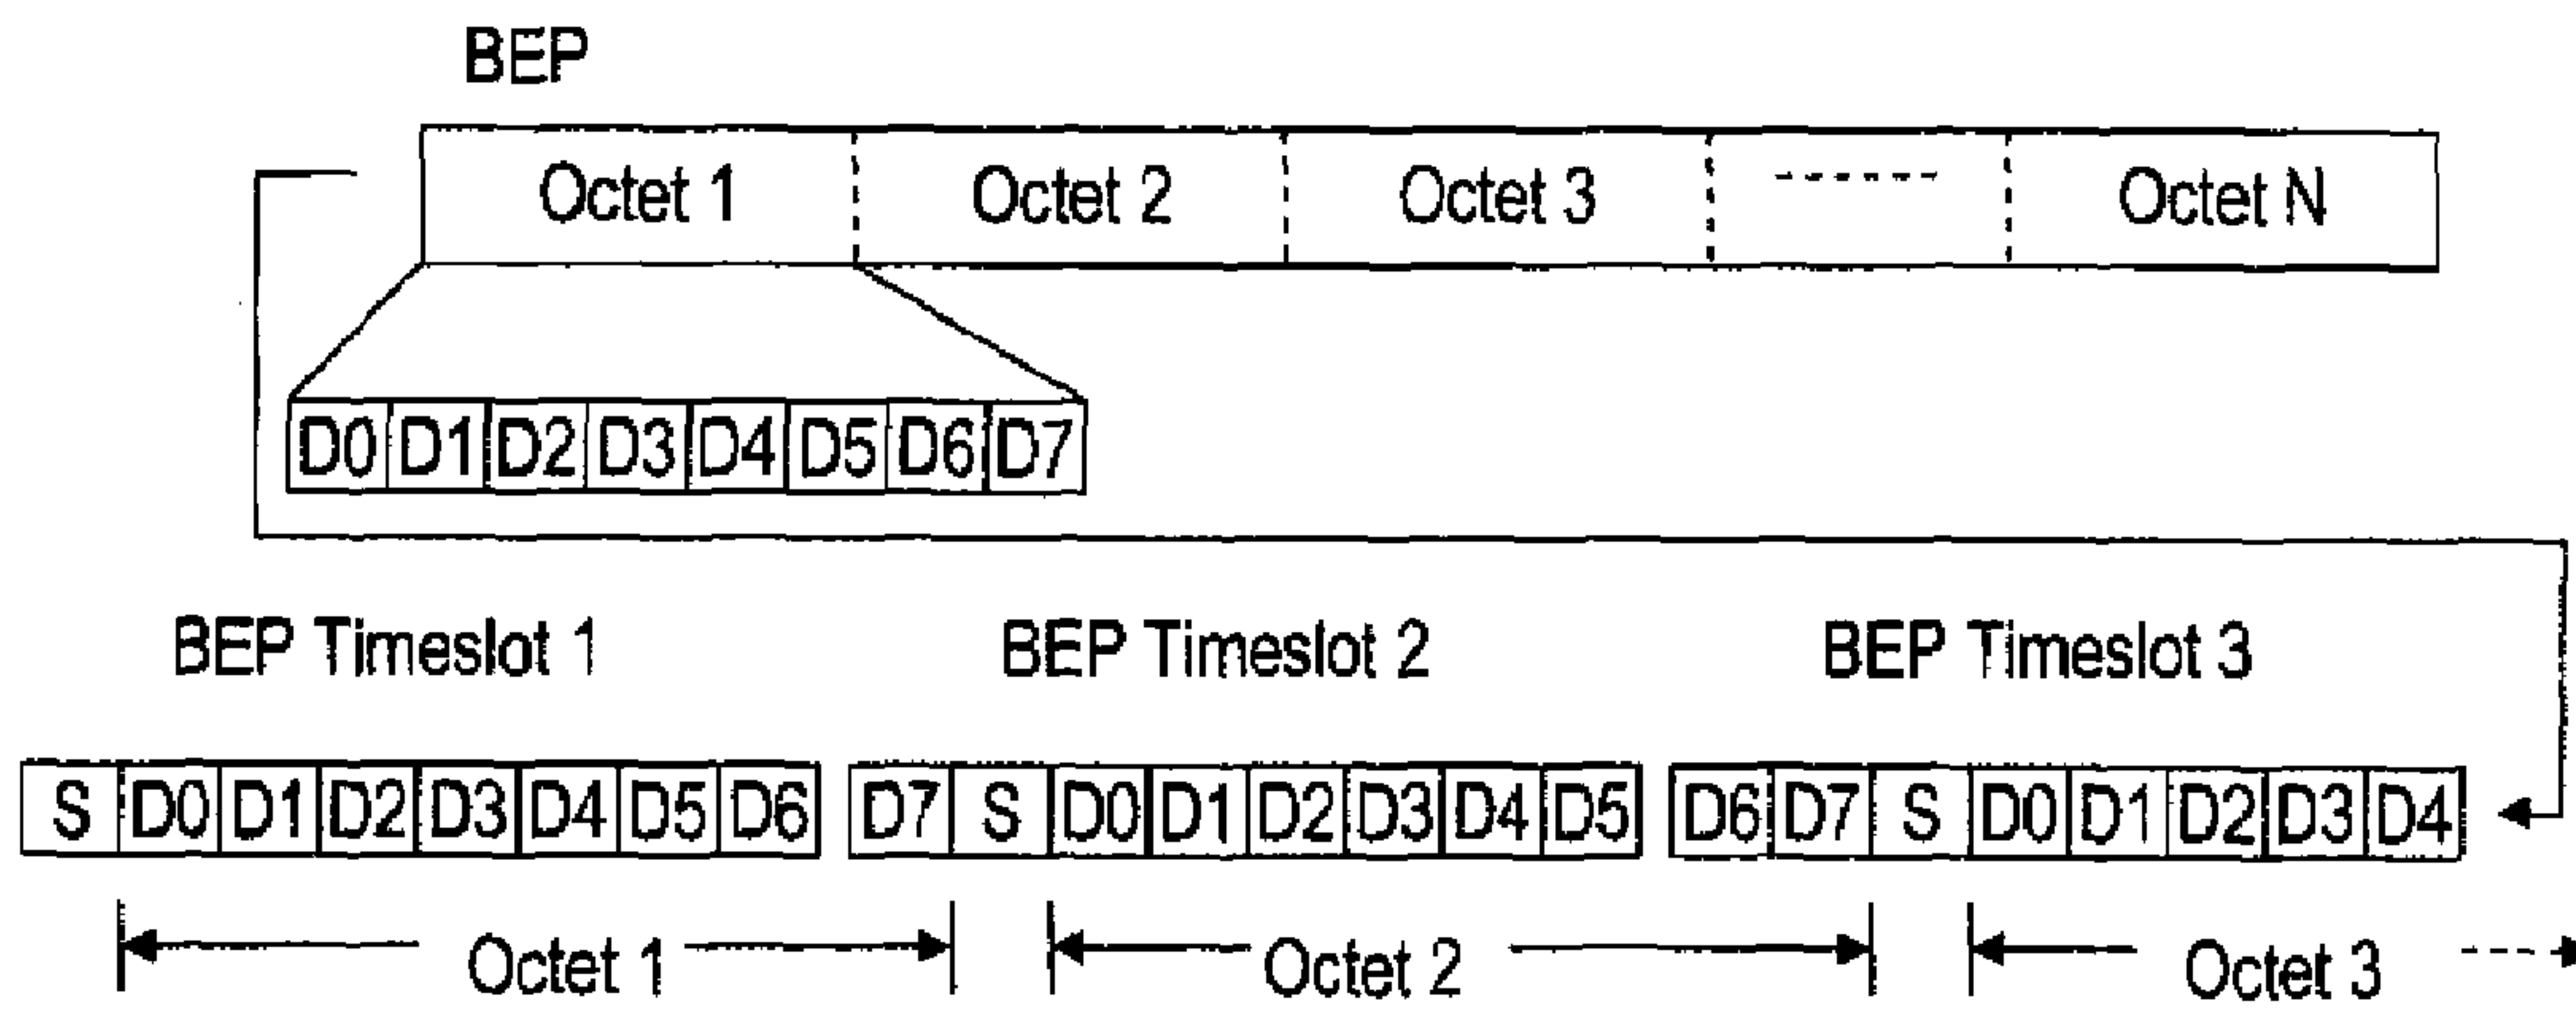 BEP
Octet 1 Octet 2 Octet 3 Octet N
D0 D1 D2 D3 D4 D5 D6 D7
BEP Timeslot 1 BEP Timeslot 2 BEP Timeslot 3
S D0 D1 D2 D3 D4 D5 D6 D7 S D0 D1 D2 D3 D4 D5 D6 D7 S D0 D1 D2 D3 D4
Octet 1 Octet 2 Octet 3